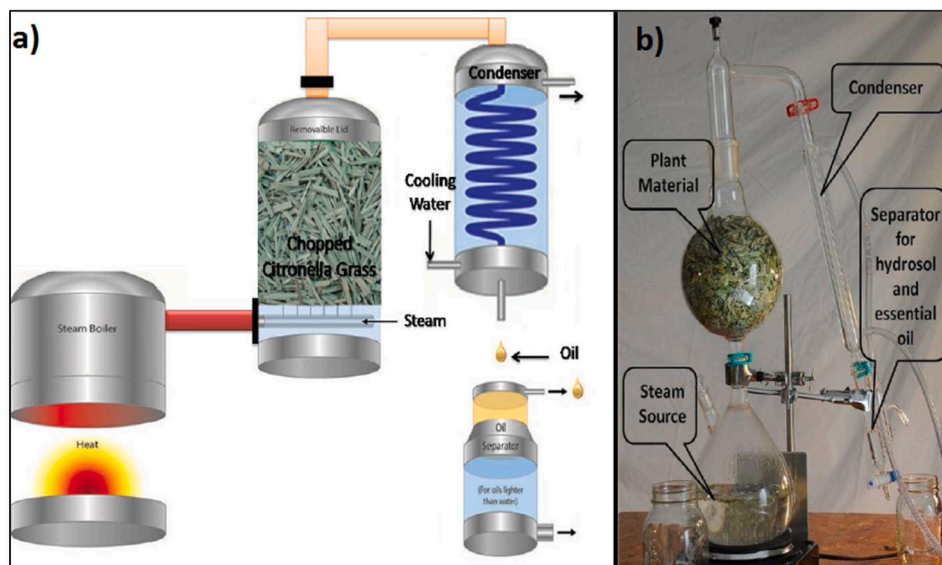 a)
Removable Lid
Chopped
Citronella Grass
Steam Boiler
Heat
Steam
Condenser
Cooling
Water
Oil
Oil
Separator
(For oils lighter
than water)
b)
Condenser
Plant
Material
Separator
for
hydrosol
and
essential
oil
Steam
Source